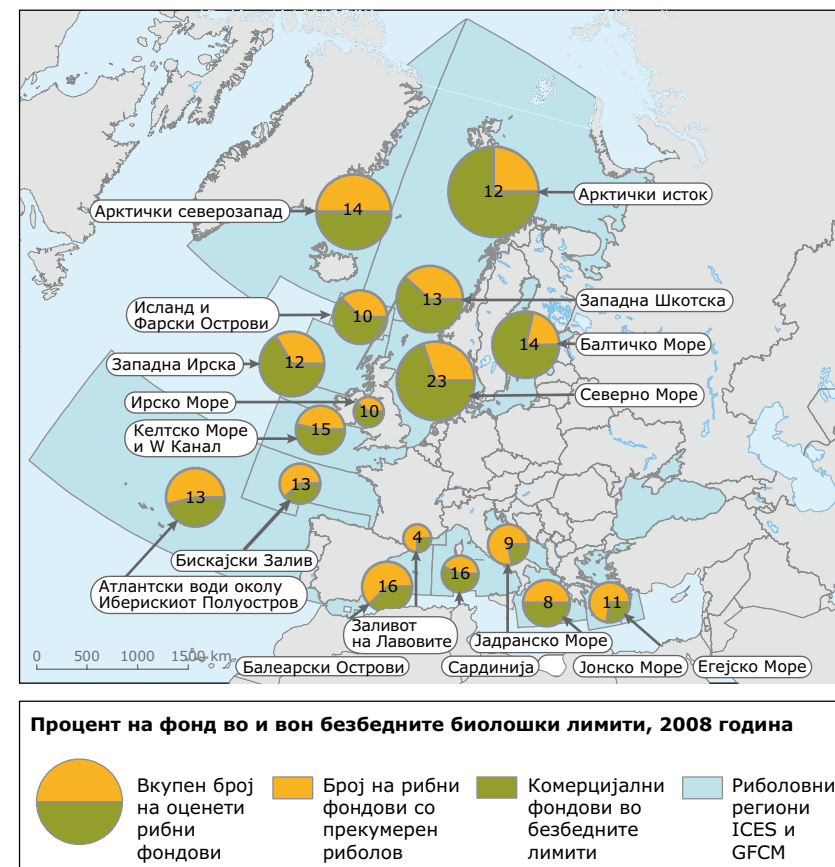 12
14
Арктички исток
Арктички северозапад
13
Западна Шкотска
Исланд и
Фарски Острови
10
14
Балтичко Море
12
Западна Ирска
23
Северно Море
Ирско Море
10
15
Келтско Море
и W Канал
13
13
4
9
Бискајски Залив
16
16
8
11
Атлантски води околу
Ибериskiот Полуостров
Заливот
на Лавовите
Јадранско Море
0 500 1000 1500 km
Балеарски Острови
Сардинија
Јонско Море
Егејско Море
Процент на фонд во и вон безбедните биолошки лимити, 2008 година
Вкупен број
на оценети
рибни
фондови
Број на рибни
фондови со
прекумерен
риболов
Комерцијални
фондови во
безбедните
лимити
Риболовни
региони
ICES и
GFCM